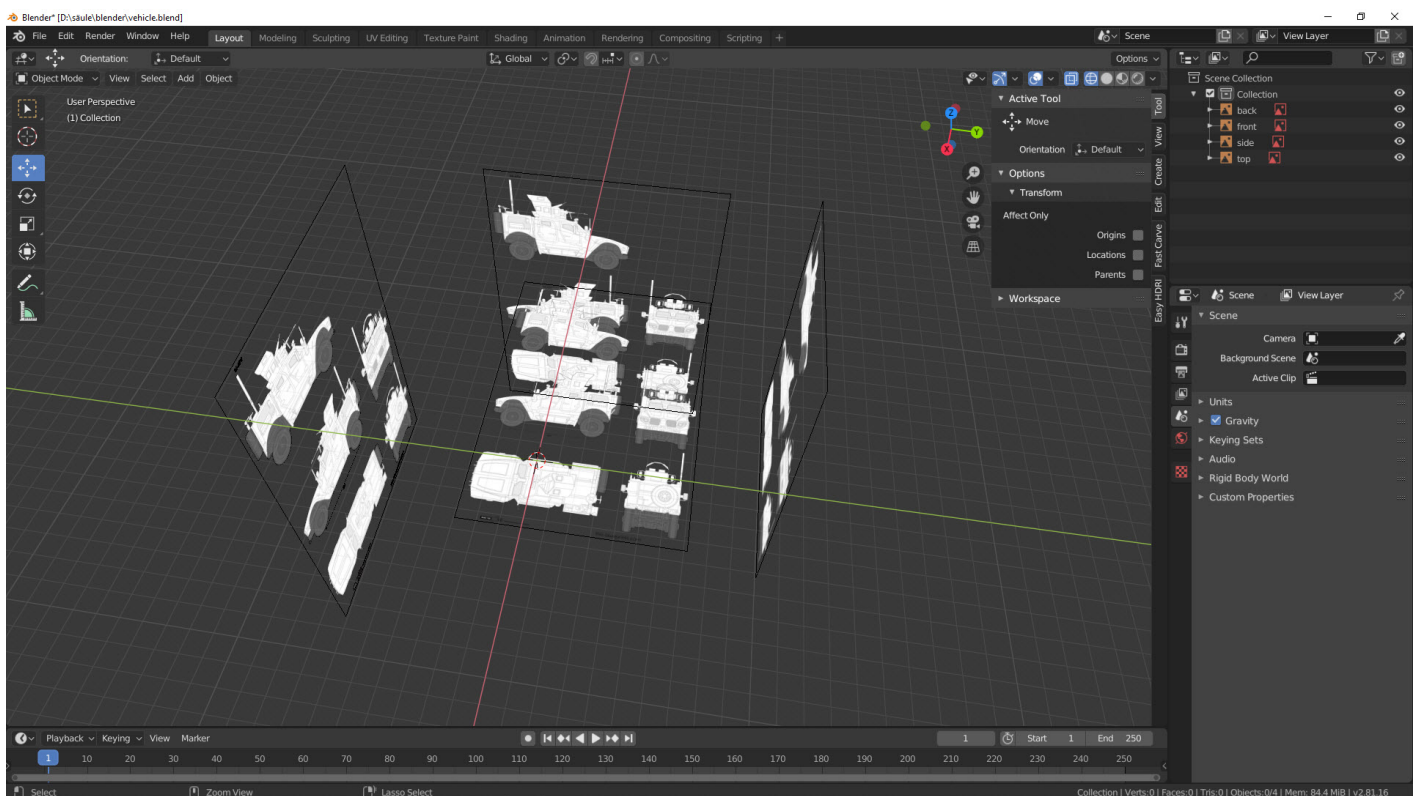 Blender* [D:\säule\blender\vehicle.blend]
File Edit Render Window Help Layout Modeling Sculpting UV Editing Texture Paint Shading Animation Rendering Compositing Scripting + Scene View Layer
Orientation: Default Global Options
Object Mode View Select Add Object
User Perspective
(1) Collection
Z
Y
X
Active Tool
Move
Orientation Default
Options
Transform
Affect Only
Origins
Locations
Parents
Workspace
Tool
View
Create
Edit
Fast Carve
Easy HDRI
Scene Collection
Collection
back
front
side
top
Scene View Layer
Scene
Camera
Background Scene
Active Clip
Units
Gravity
Keying Sets
Audio
Rigid Body World
Custom Properties
Playback Keying View Marker 1 Start 1 End 250
1 10 20 30 40 50 60 70 80 90 100 110 120 130 140 150 160 170 180 190 200 210 220 230 240 250
Select Zoom View Lasso Select Collection | Verts:0 | Faces:0 | Tris:0 | Objects:0/4 | Mem: 84.4 MiB | v2.81.16